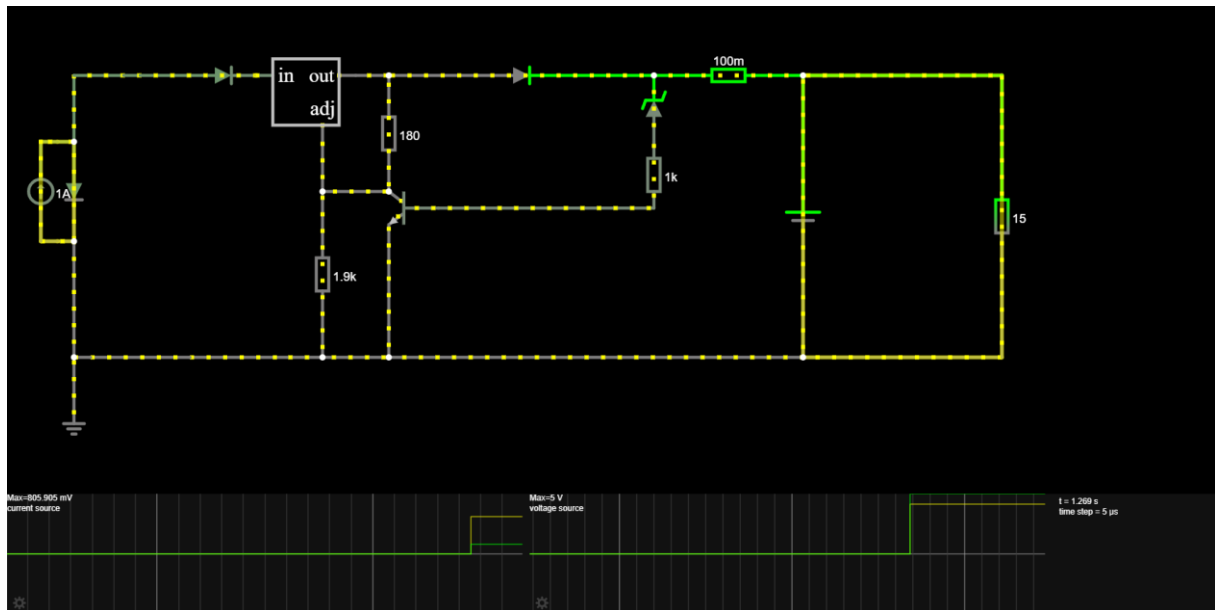 100m
in out
adj
180
1k
1A
15
1.9k
Max=805.905 mV
current source
Max=5 V
voltage source
t = 1.269 s
time step = 5 µs